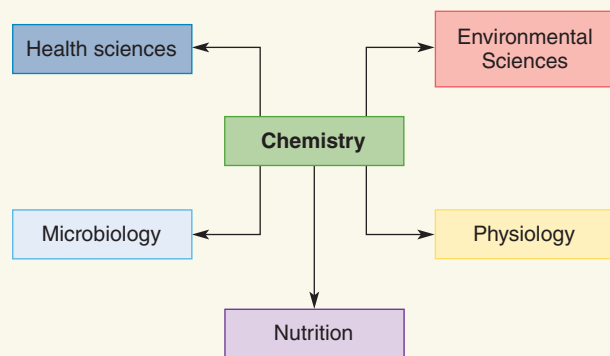 Health sciences
Environmental
Sciences
Chemistry
Microbiology
Physiology
Nutrition